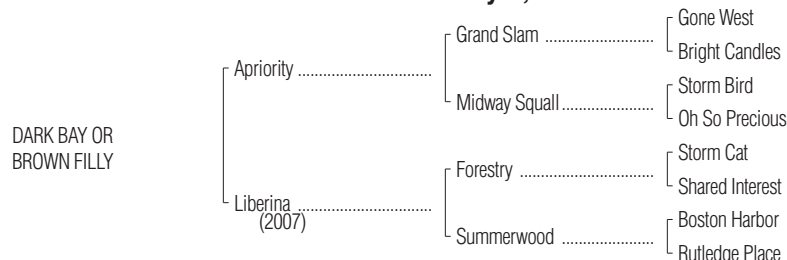 Gone West
Grand Slam ..........................
Bright Candles
Apriority ................................
Storm Bird
Midway Squall......................
Oh So Precious
DARK BAY OR
BROWN FILLY
Storm Cat
Forestry ................................
Shared Interest
Liberina ................................
(2007)
Boston Harbor
Summerwood ......................
Rutledge Place